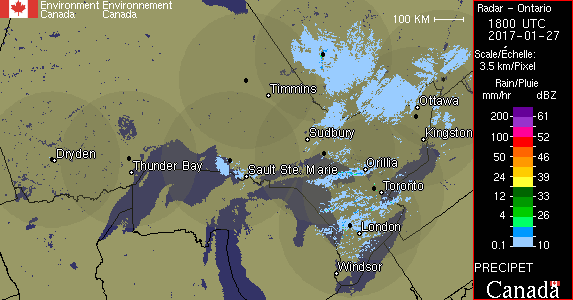 Environment Environnement
Canada Canada
100 KM
Timmins
Ottawa
Sudbury
Kingston
Dryden
Thunder Bay
Sault Ste. Marie
Orillia
Toronto
London
Windsor
Radar - Ontario
1800 UTC
2017-01-27
Scale/Échelle:
3.5 km/Pixel
Rain/Pluie
mm/hr dBZ
200 61
100 52
50 46
24 39
12 33
4 26
0.1 10
PRECIPET
Canada